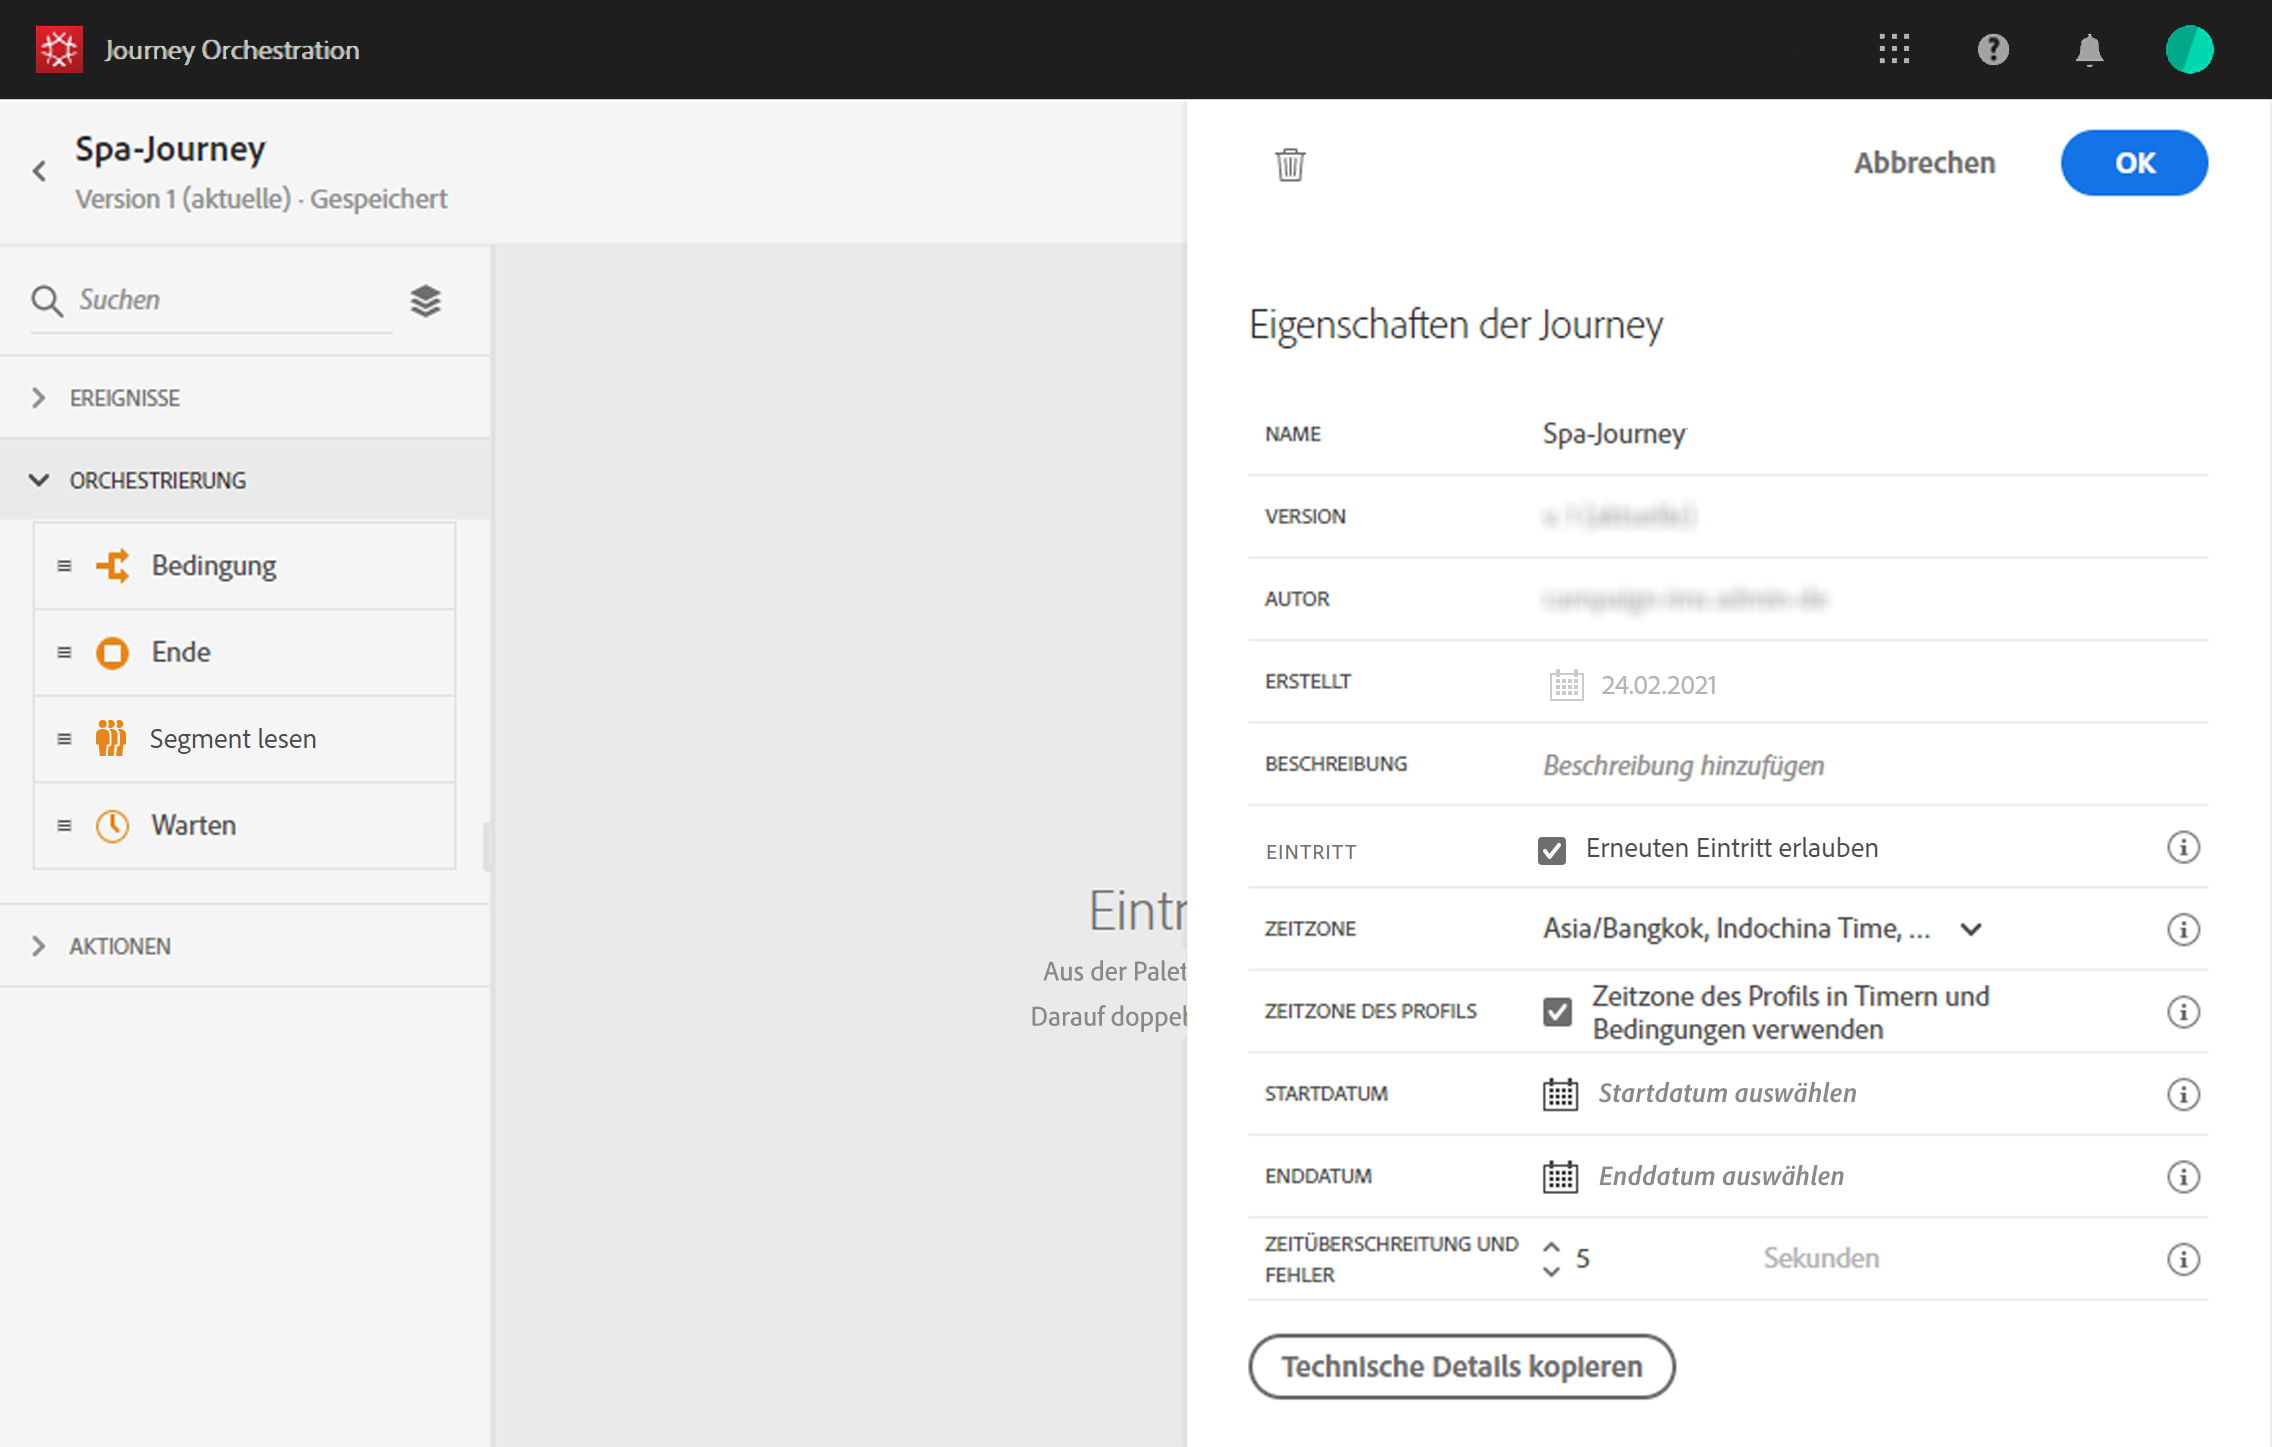 Journey Orchestration
Spa-Journey
Version 1 (aktuelle) · Gespeichert
Suchen
EREIGNISSE
ORCHESTRIERUNG
Bedingung
Ende
Segment lesen
Warten
AKTIONEN
Eintr
Aus der Palet
Darauf doppel
Abbrechen
OK
Eigenschaften der Journey
NAME Spa-Journey
VERSION
AUTOR
ERSTELLT 24.02.2021
BESCHREIBUNG Beschreibung hinzufügen
EINTRITT Erneuten Eintritt erlauben
ZEITZONE Asia/Bangkok, Indochina Time, ...
ZEITZONE DES PROFILS Zeitzone des Profils in Timern und
Bedingungen verwenden
STARTDATUM Startdatum auswählen
ENDDATUM Enddatum auswählen
ZEITÜBERSCHREITUNG UND
FEHLER 5 Sekunden
Technische Details kopieren